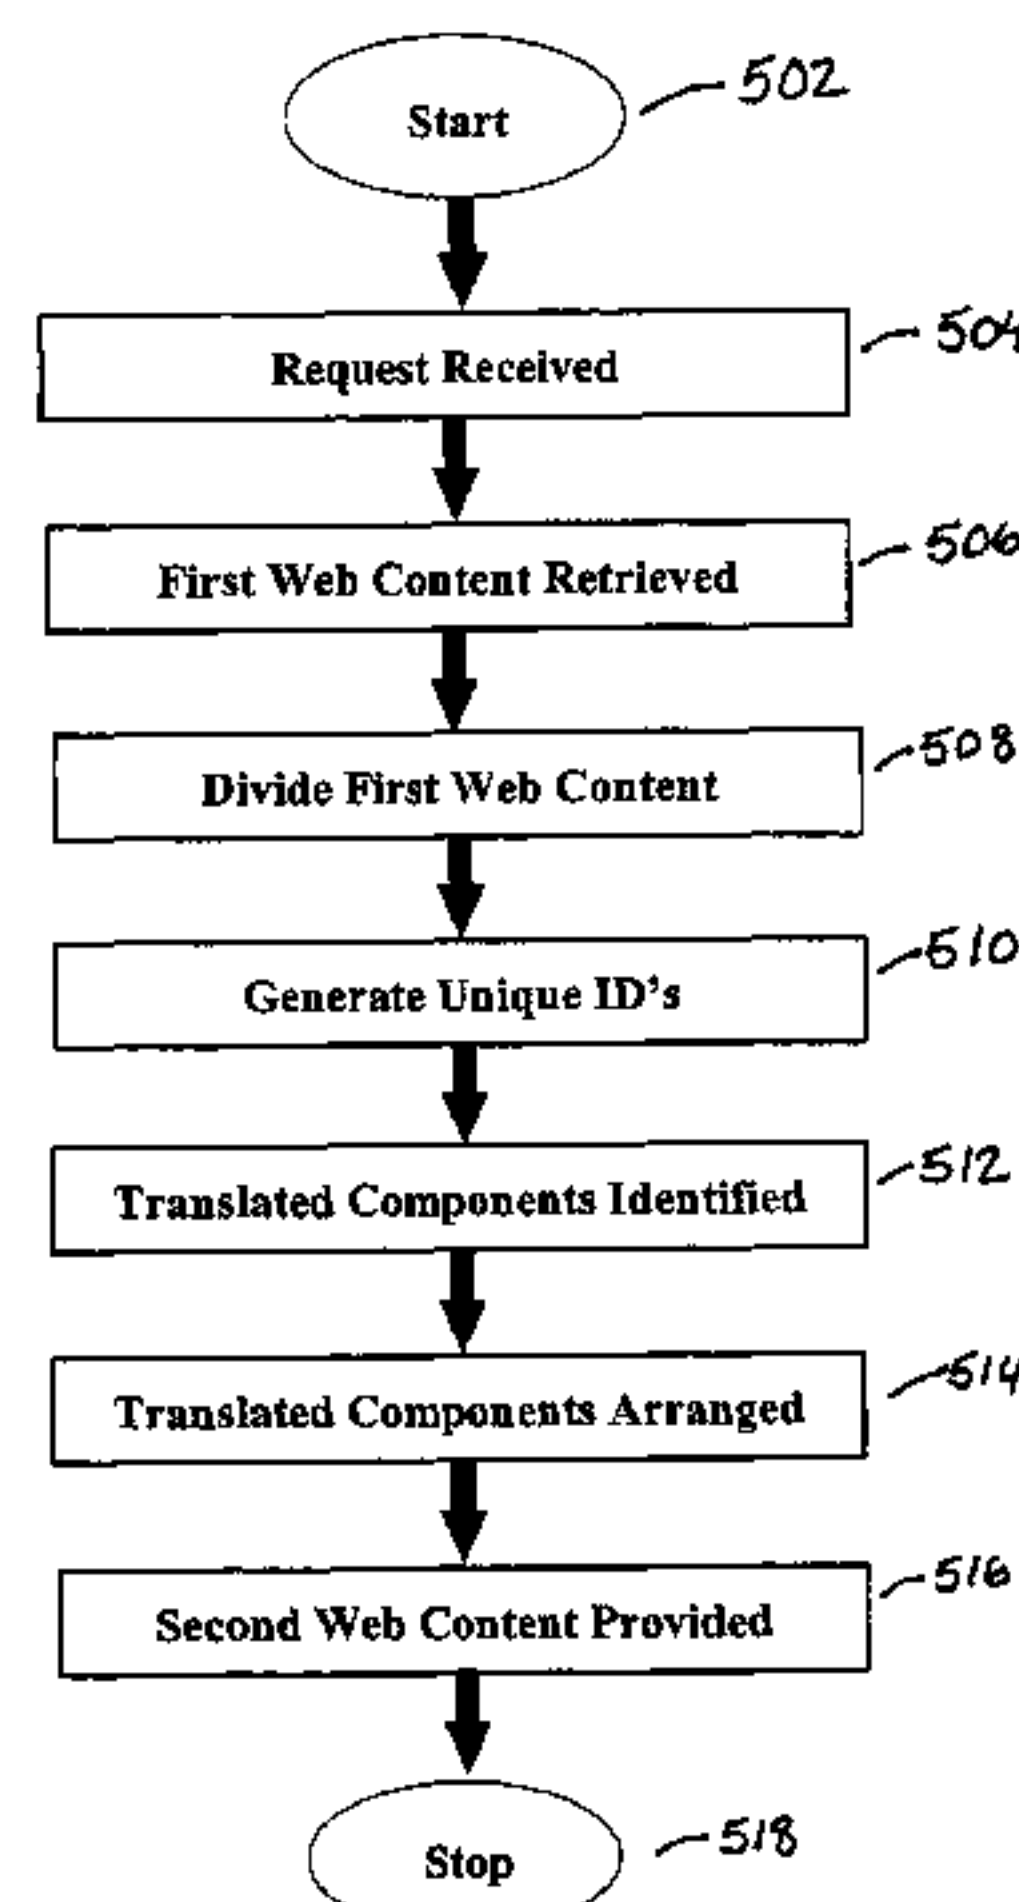 Start
502
Request Received
504
First Web Content Retrieved
506
Divide First Web Content
508
Generate Unique ID's
510
Translated Components Identified
512
Translated Components Arranged
514
Second Web Content Provided
516
Stop
518